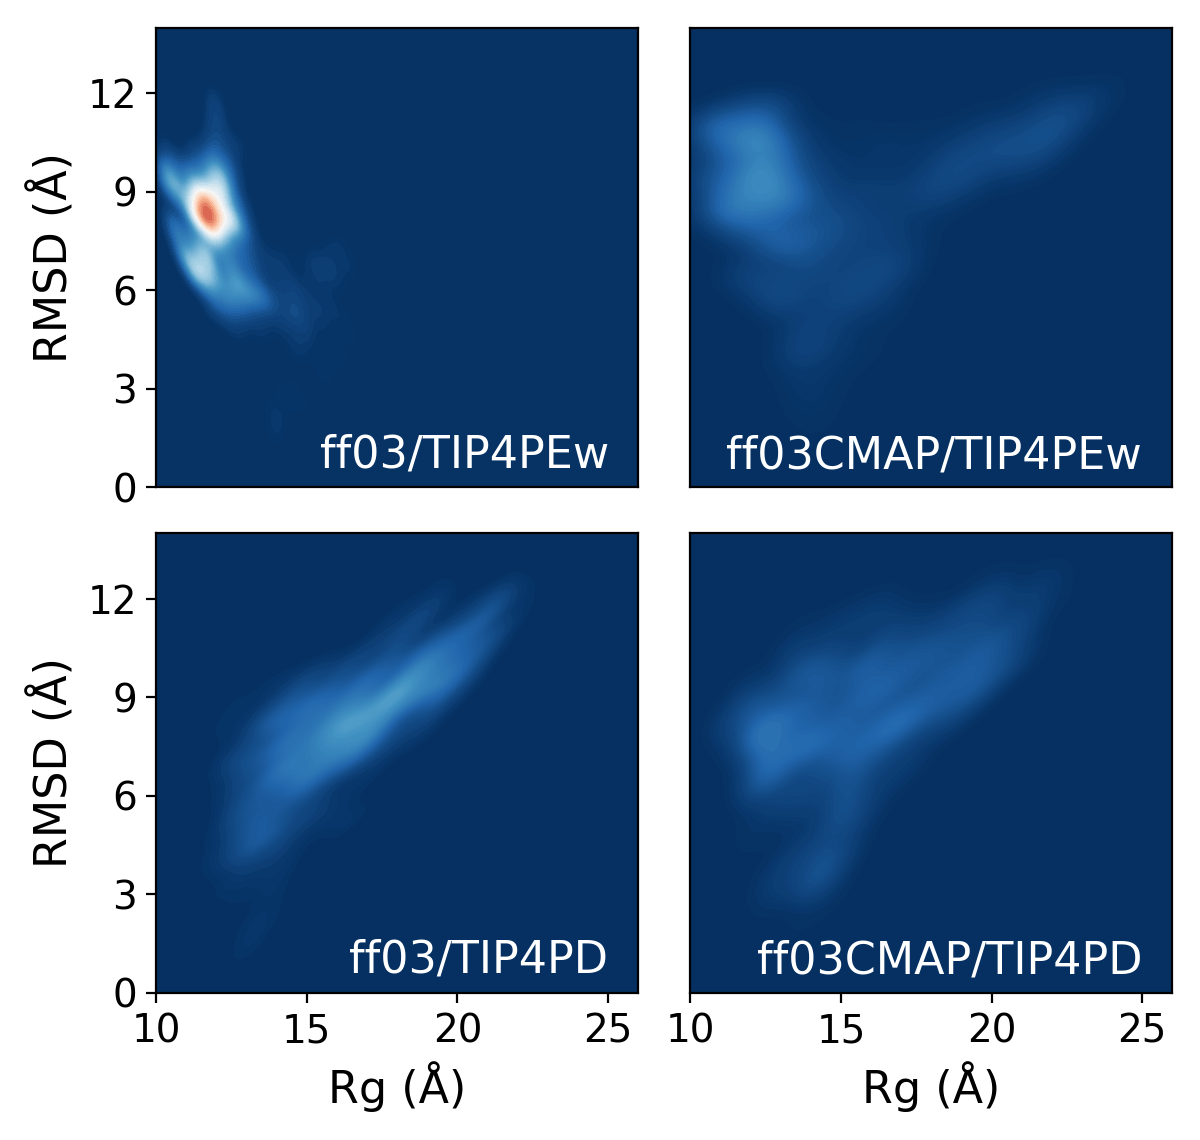 12
9
6
3
0
RMSD (Å)
ff03/TIP4PEw
ff03CMAP/TIP4PEw
12
9
6
3
0
RMSD (Å)
ff03/TIP4PD
ff03CMAP/TIP4PD
10 15 20 25
10 15 20 25
Rg (Å)
Rg (Å)